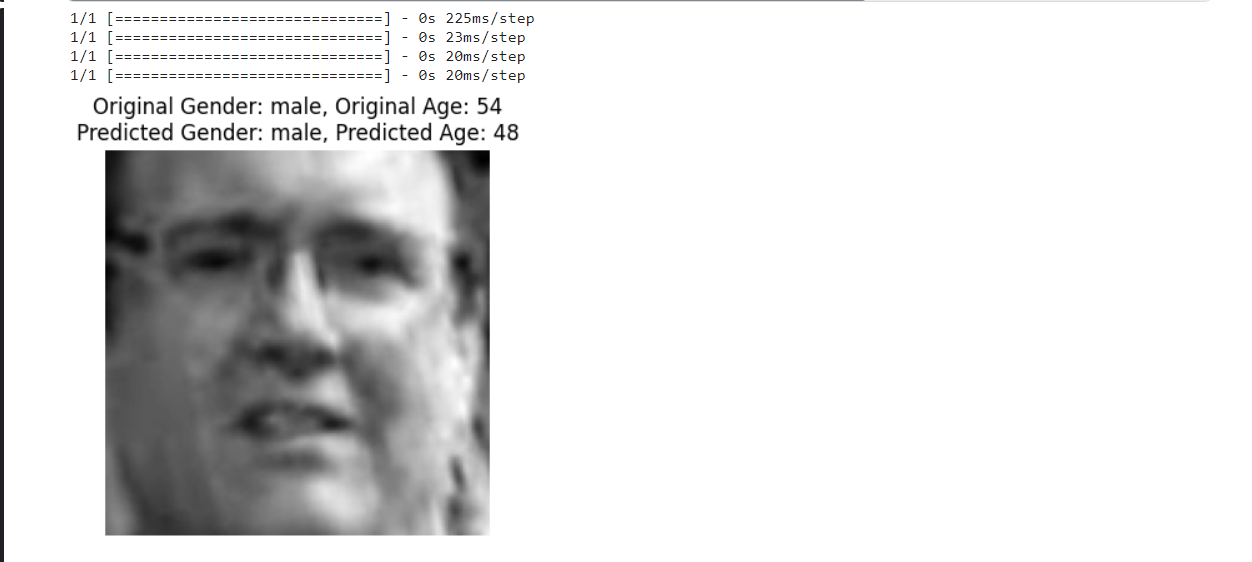 1/1 [==============================] - 0s 225ms/step
1/1 [==============================] - 0s 23ms/step
1/1 [==============================] - 0s 20ms/step
1/1 [==============================] - 0s 20ms/step
Original Gender: male, Original Age: 54
Predicted Gender: male, Predicted Age: 48